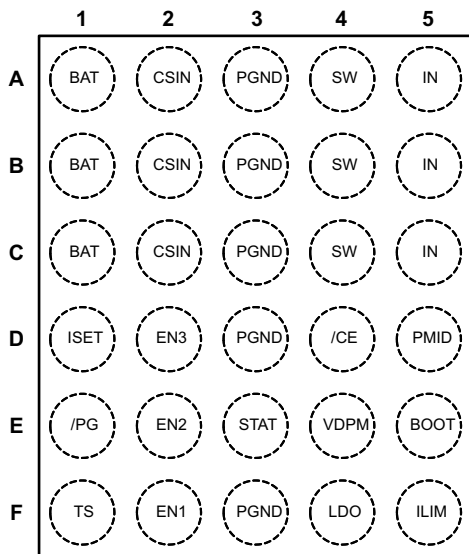 1 2 3 4 5
A BAT CSIN PGND SW IN
B BAT CSIN PGND SW IN
C BAT CSIN PGND SW IN
D ISET EN3 PGND /CE PMID
E /PG EN2 STAT VDPM BOOT
F TS EN1 PGND LDO ILIM